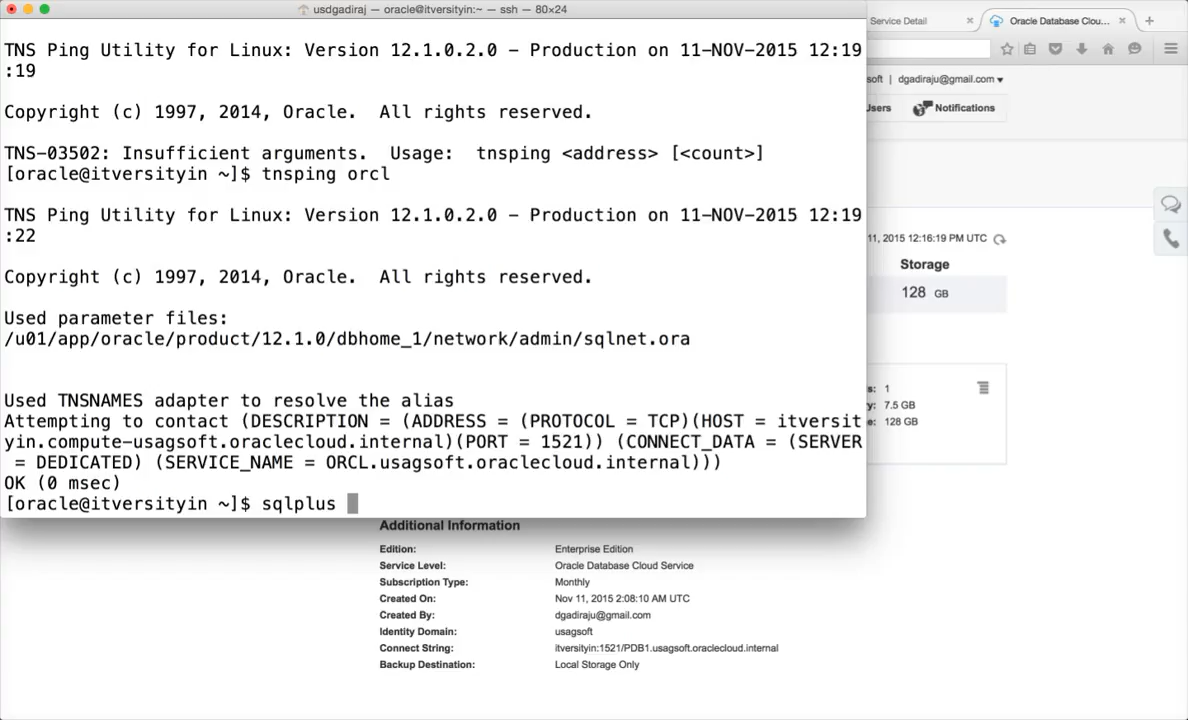 usdgadiraj — oracle@itversityin:~ — ssh — 80×24
TNS Ping Utility for Linux: Version 12.1.0.2.0 - Production on 11-NOV-2015 12:19
:19
Copyright (c) 1997, 2014, Oracle.  All rights reserved.
TNS-03502: Insufficient arguments.  Usage:  tnsping <address> [<count>]
[oracle@itversityin ~]$ tnsping orcl
TNS Ping Utility for Linux: Version 12.1.0.2.0 - Production on 11-NOV-2015 12:19
:22
Copyright (c) 1997, 2014, Oracle.  All rights reserved.
Used parameter files:
/u01/app/oracle/product/12.1.0/dbhome_1/network/admin/sqlnet.ora
Used TNSNAMES adapter to resolve the alias
Attempting to contact (DESCRIPTION = (ADDRESS = (PROTOCOL = TCP)(HOST = itversit
yin.compute-usagsoft.oraclecloud.internal)(PORT = 1521)) (CONNECT_DATA = (SERVER
 = DEDICATED) (SERVICE_NAME = ORCL.usagsoft.oraclecloud.internal)))
OK (0 msec)
[oracle@itversityin ~]$ sqlplus
Service Detail
Oracle Database Clou...
soft | dgadiraju@gmail.com
Users Notifications
11, 2015 12:16:19 PM UTC
Storage
128 GB
s: 1
y: 7.5 GB
e: 128 GB
Additional Information
Edition: Enterprise Edition
Service Level: Oracle Database Cloud Service
Subscription Type: Monthly
Created On: Nov 11, 2015 2:08:10 AM UTC
Created By: dgadiraju@gmail.com
Identity Domain: usagsoft
Connect String: itversityin:1521/PDB1.usagsoft.oraclecloud.internal
Backup Destination: Local Storage Only